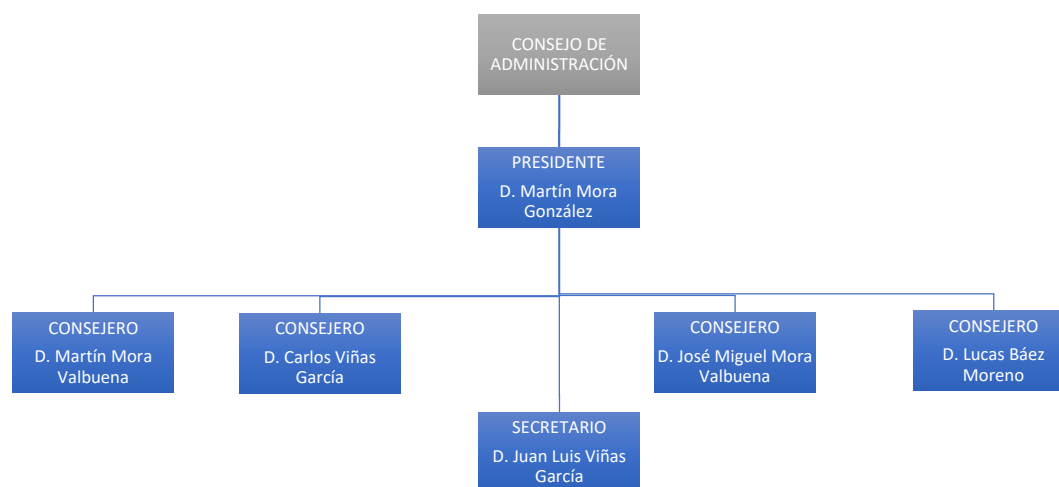 CONSEJO DE
ADMINISTRACIÓN
PRESIDENTE
D. Martín Mora
González
CONSEJERO
D. Martín Mora
Valbuena
CONSEJERO
D. Carlos Viñas
García
CONSEJERO
D. José Miguel Mora
Valbuena
CONSEJERO
D. Lucas Báez
Moreno
SECRETARIO
D. Juan Luis Viñas
García